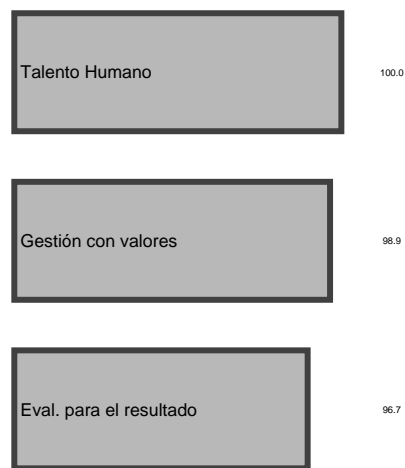 Talento Humano 100.0
Gestión con valores 98.9
Eval. para el resultado 96.7